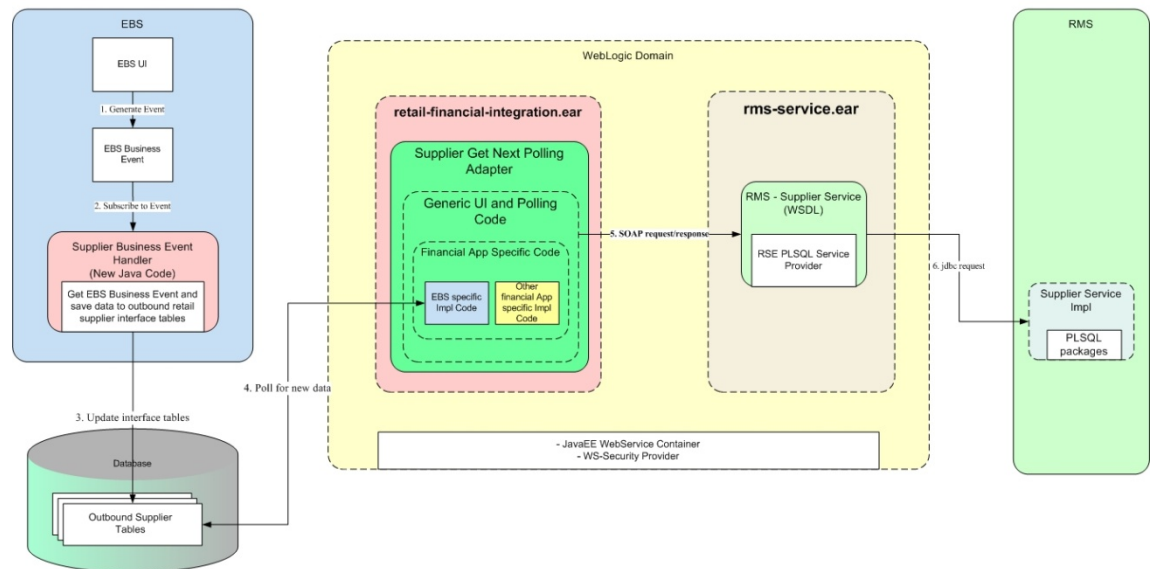 EBS
EBS UI
1. Generate Event
EBS Business
Event
2. Subscribe to Event
Supplier Business Event
Handler
(New Java Code)
Get EBS Business Event and
save data to outbound retail
supplier interface tables
3. Update interface tables
Database
Outbound Supplier
Tables
4. Poll for new data
WebLogic Domain
retail-financial-integration.ear
Supplier Get Next Polling
Adapter
Generic UI and Polling
Code
Financial App Specific Code
EBS specific
Impl Code
Other
financial App
specific Impl
Code
5. SOAP request/response
rms-service.ear
RMS - Supplier Service
(WSDL)
RSE PLSQL Service
Provider
- JavaEE WebService Container
- WS-Security Provider
6. jdbc request
RMS
Supplier Service
Impl
PLSQL
packages